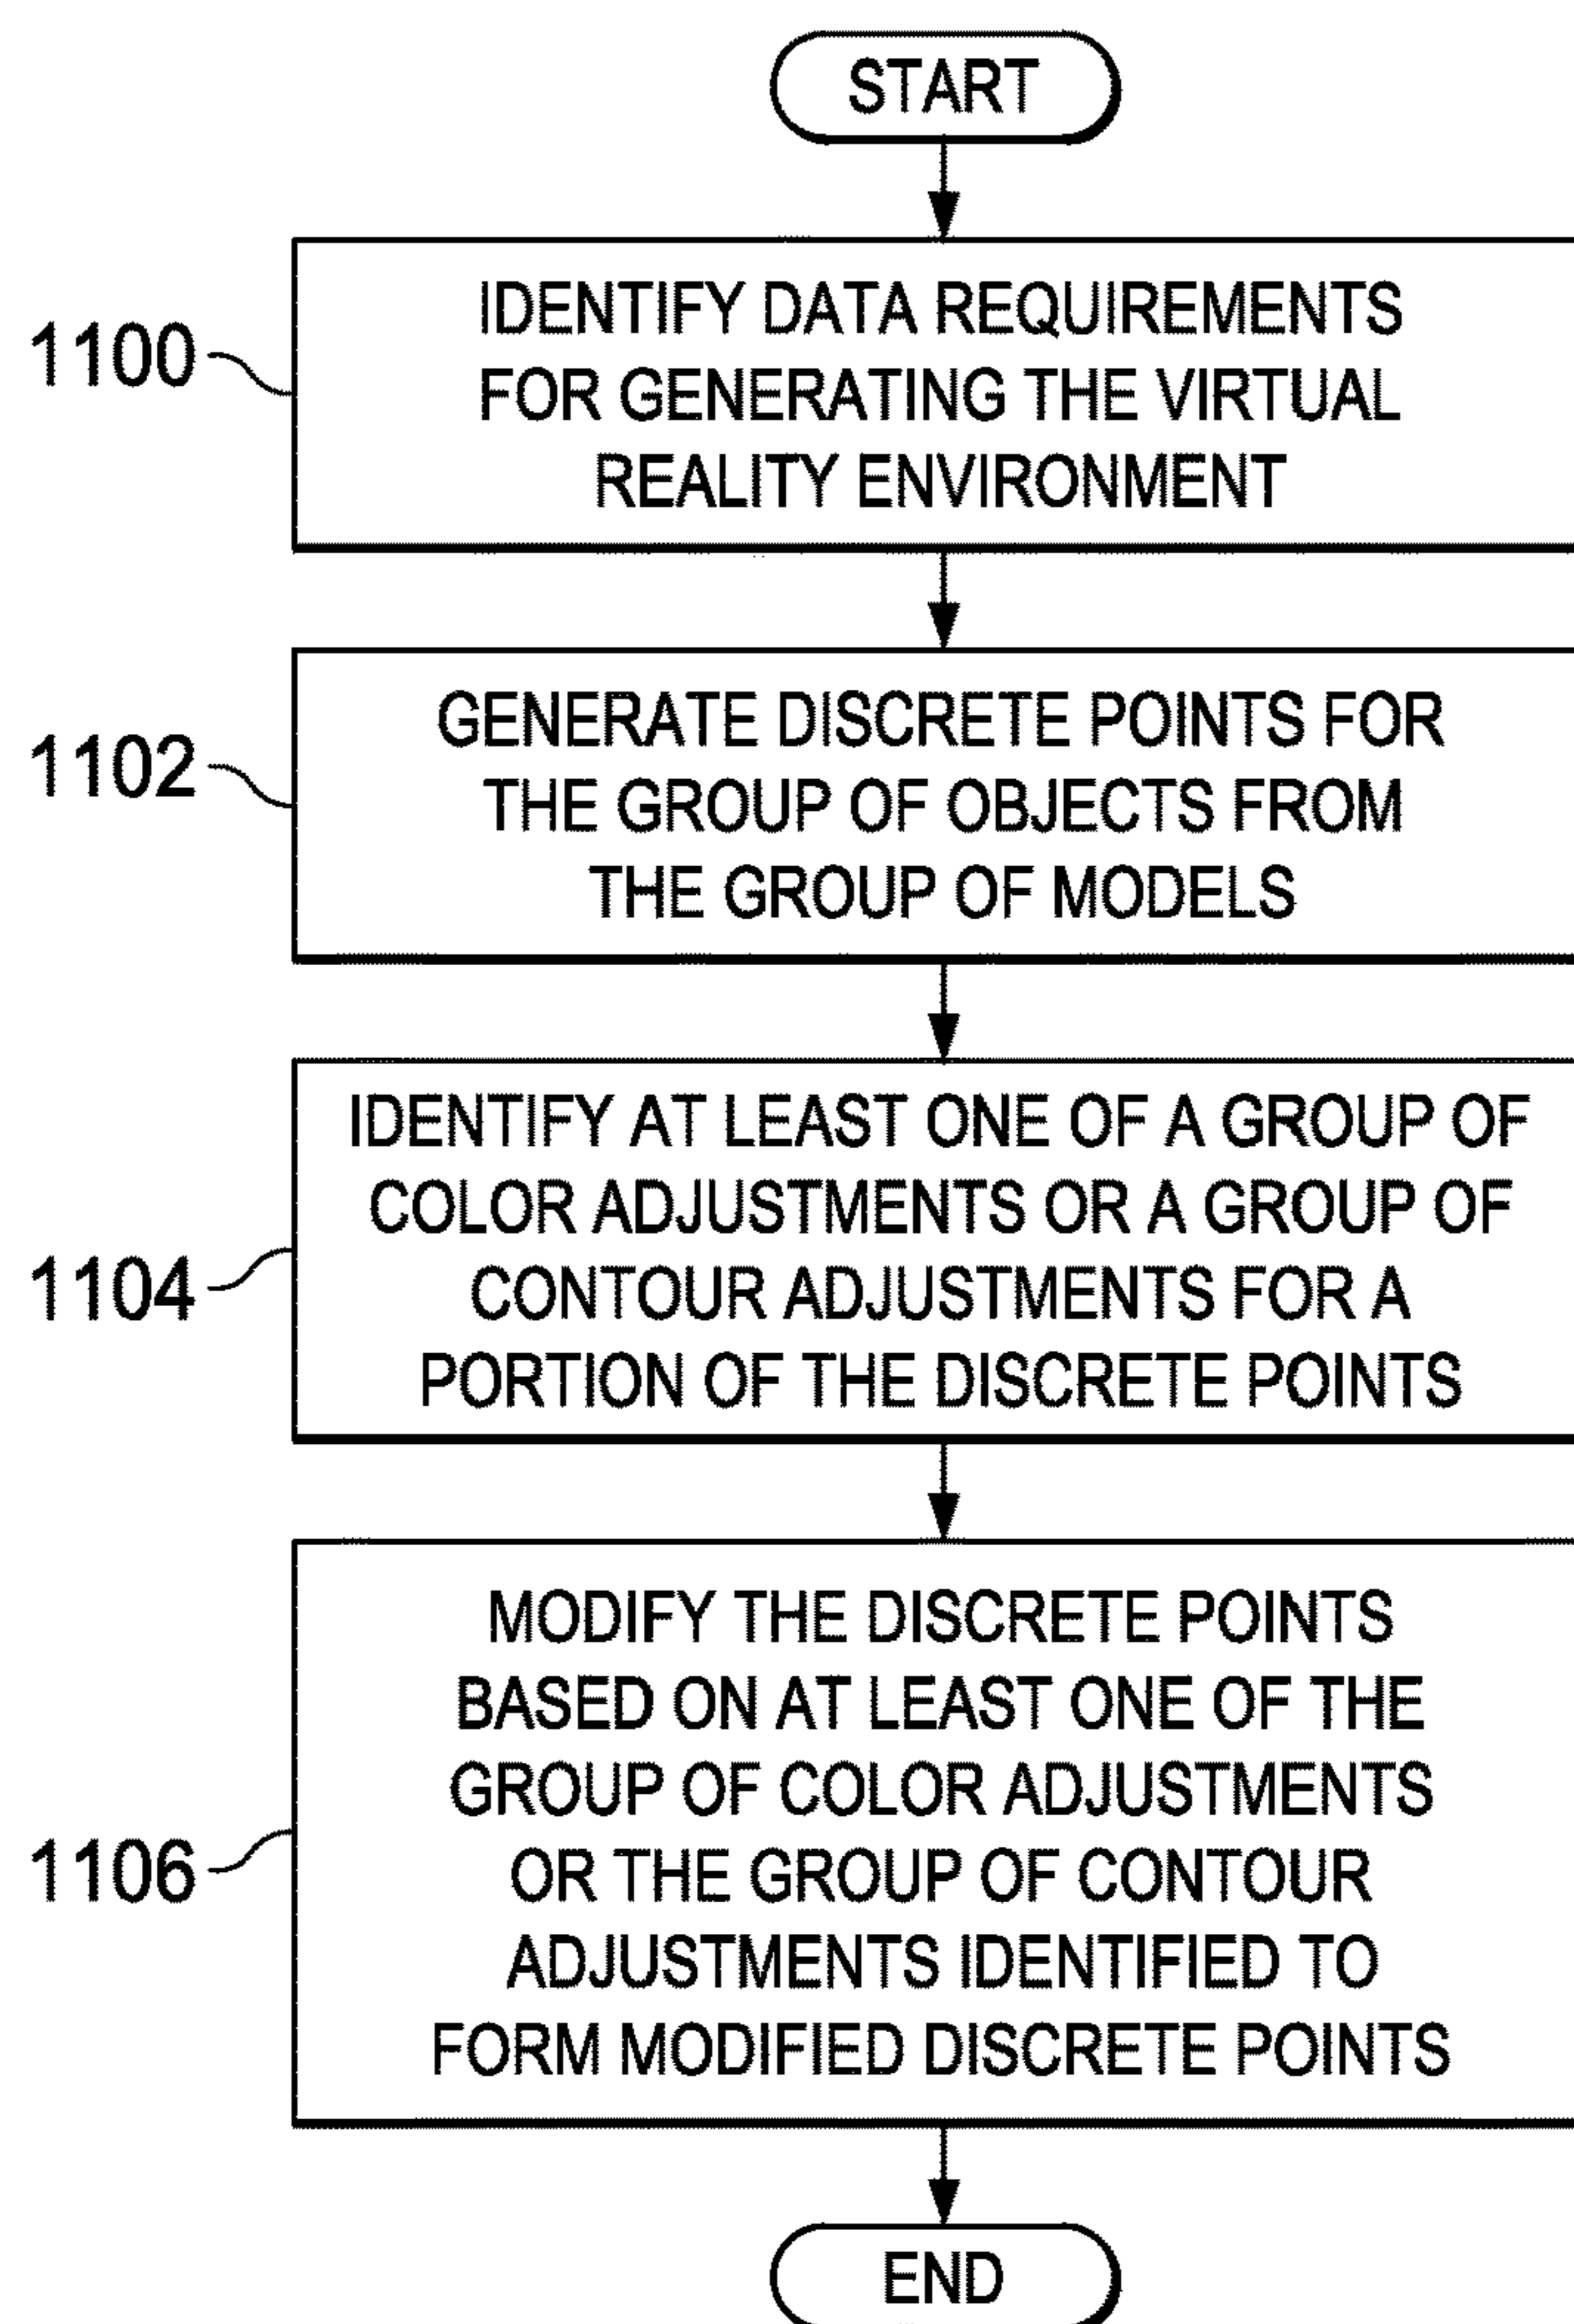 START
1100
IDENTIFY DATA REQUIREMENTS
FOR GENERATING THE VIRTUAL
REALITY ENVIRONMENT
1102
GENERATE DISCRETE POINTS FOR
THE GROUP OF OBJECTS FROM
THE GROUP OF MODELS
1104
IDENTIFY AT LEAST ONE OF A GROUP OF
COLOR ADJUSTMENTS OR A GROUP OF
CONTOUR ADJUSTMENTS FOR A
PORTION OF THE DISCRETE POINTS
1106
MODIFY THE DISCRETE POINTS
BASED ON AT LEAST ONE OF THE
GROUP OF COLOR ADJUSTMENTS
OR THE GROUP OF CONTOUR
ADJUSTMENTS IDENTIFIED TO
FORM MODIFIED DISCRETE POINTS
END